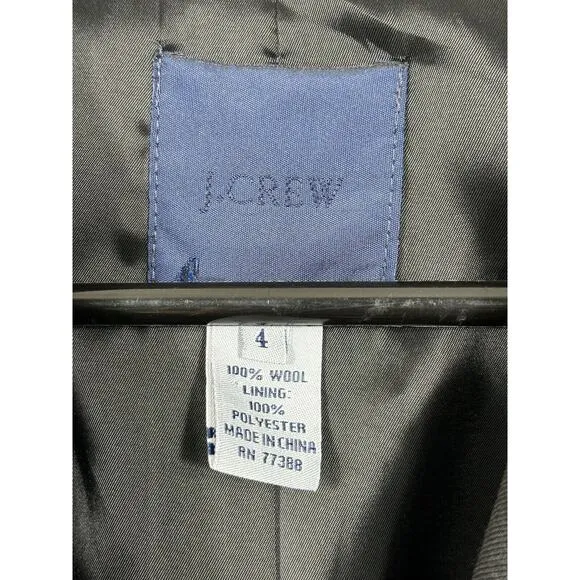 J.CREW
4
100% WOOL
LINING:
100%
POLYESTER
MADE IN CHINA
RN 77388